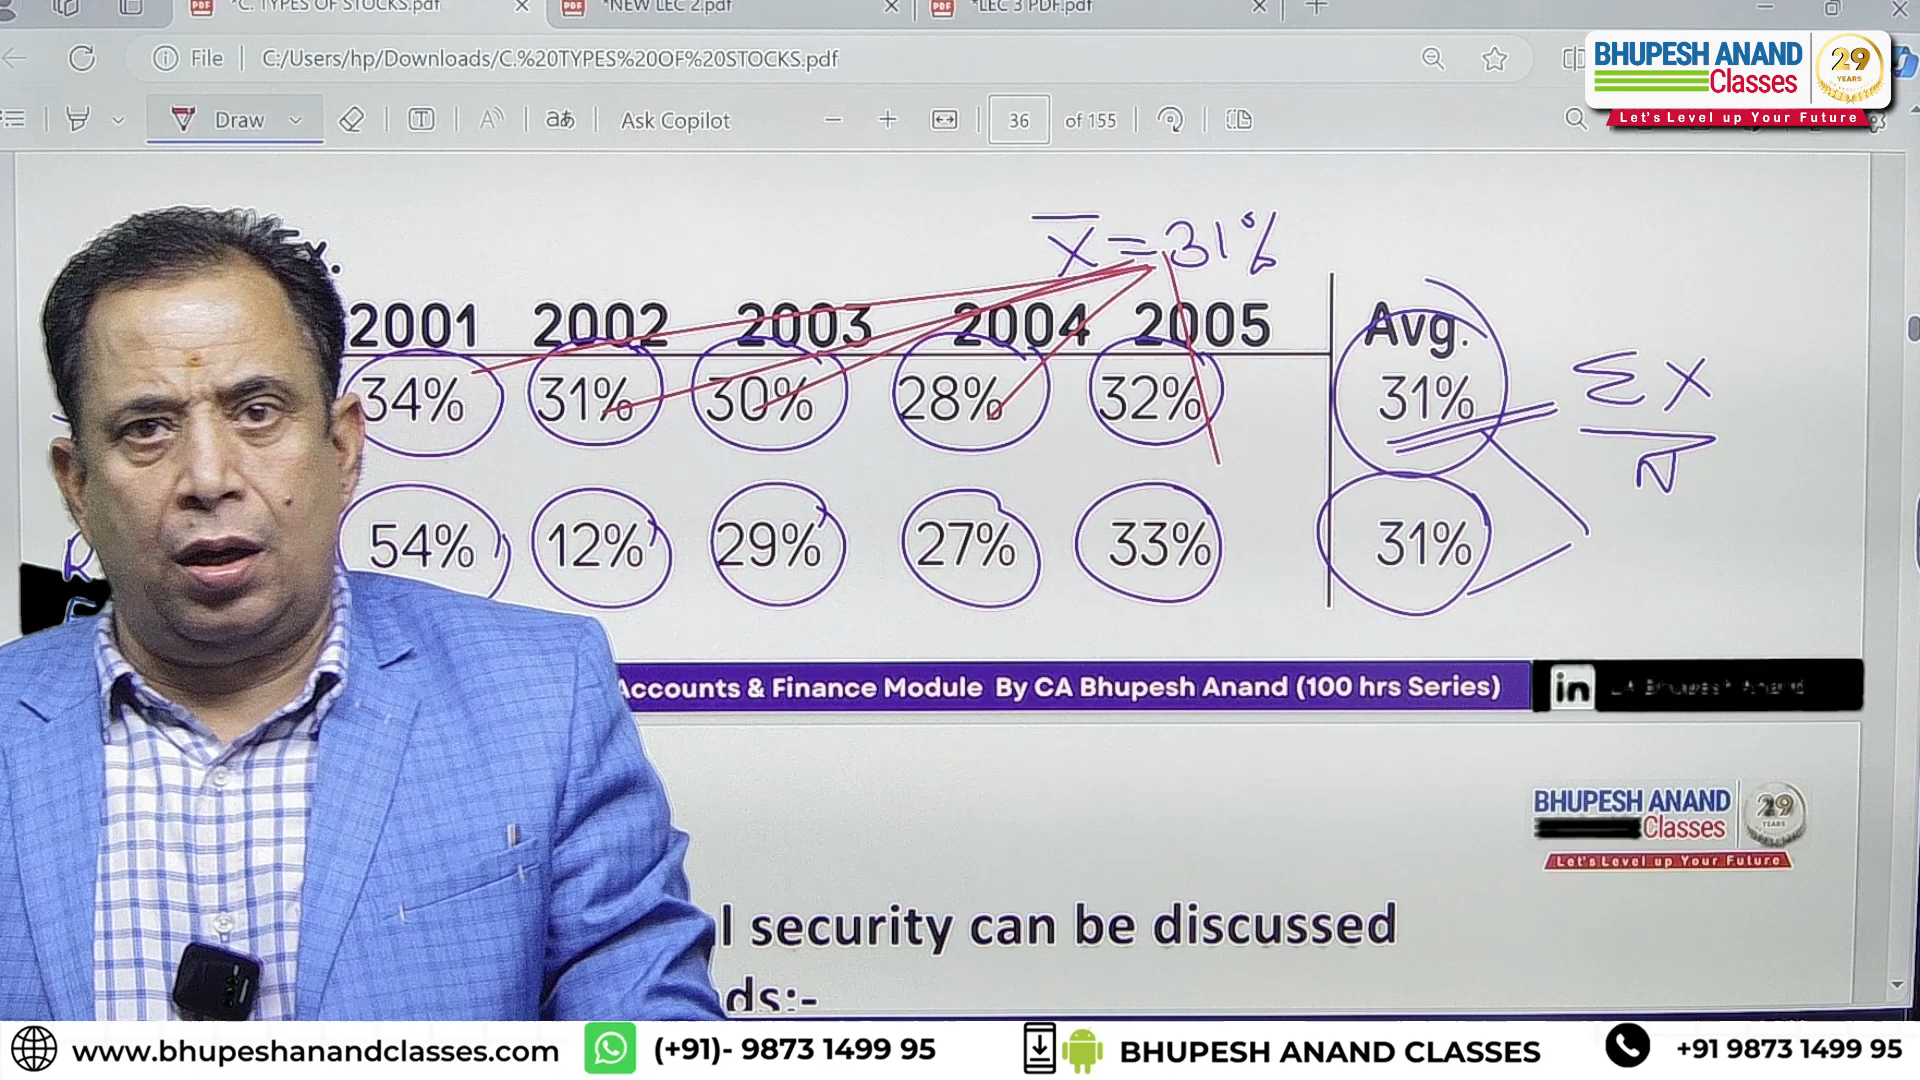 *C. TYPES OF STOCKS.pdf
*NEW LEC 2.pdf
*LEC 3 PDF.pdf
File
C:/Users/hp/Downloads/C.%20TYPES%20OF%20STOCKS.pdf
Draw
Ask Copilot
36 of 155
BHUPESH ANAND
Classes
29
YEARS
Let's Level up Your Future
X̄ = 31%
2001 2002 2003 2004 2005 Avg.
34% 31% 30% 28% 32% 31%
ΣX
N
54% 12% 29% 27% 33% 31%
Accounts & Finance Module By CA Bhupesh Anand (100 hrs Series)
in
BHUPESH ANAND
Classes
29
YEARS
Let's Level up Your Future
l security can be discussed
ds:-
www.bhupeshanandclasses.com
(+91)- 9873 1499 95
BHUPESH ANAND CLASSES
+91 9873 1499 95